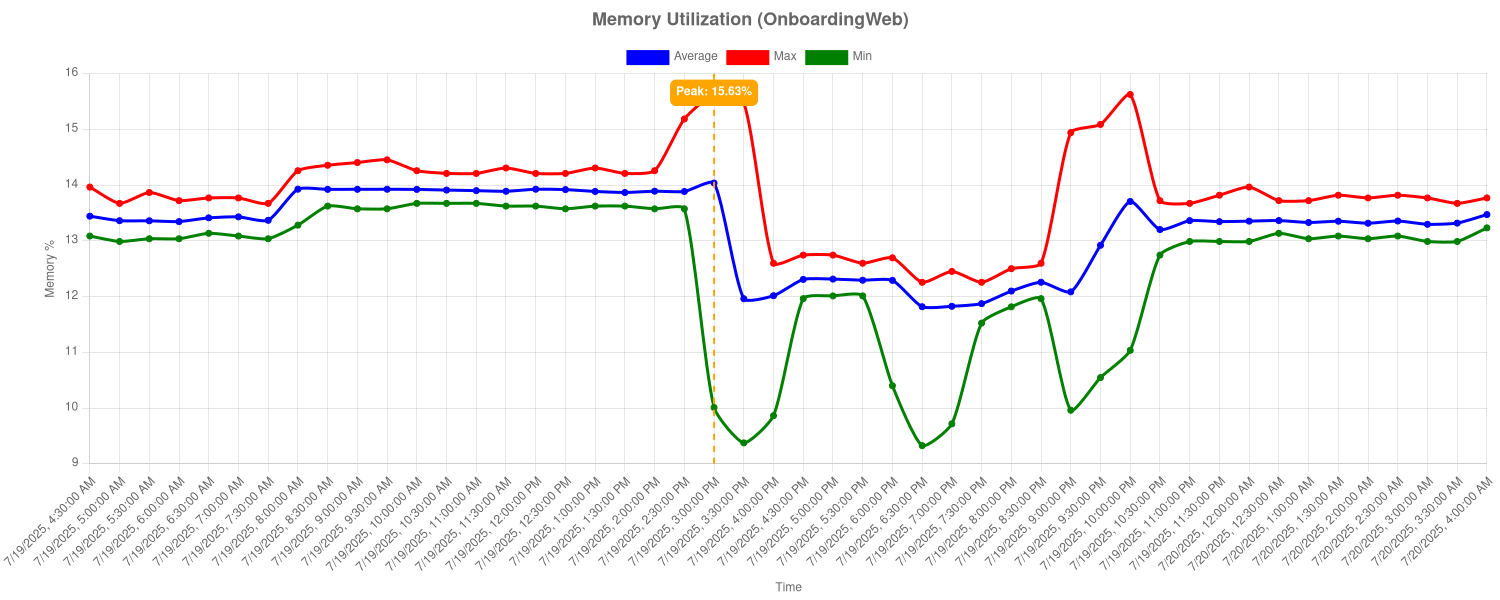 Memory Utilization (OnboardingWeb)
Average Max Min
Peak: 15.63%
16
15
14
13
12
11
10
9
Memory %
7/19/2025, 4:30:00 AM
7/19/2025, 5:00:00 AM
7/19/2025, 5:30:00 AM
7/19/2025, 6:00:00 AM
7/19/2025, 6:30:00 AM
7/19/2025, 7:00:00 AM
7/19/2025, 7:30:00 AM
7/19/2025, 8:00:00 AM
7/19/2025, 8:30:00 AM
7/19/2025, 9:00:00 AM
7/19/2025, 9:30:00 AM
7/19/2025, 10:00:00 AM
7/19/2025, 10:30:00 AM
7/19/2025, 11:00:00 AM
7/19/2025, 11:30:00 AM
7/19/2025, 12:00:00 PM
7/19/2025, 12:30:00 PM
7/19/2025, 1:00:00 PM
7/19/2025, 1:30:00 PM
7/19/2025, 2:00:00 PM
7/19/2025, 2:30:00 PM
7/19/2025, 3:00:00 PM
7/19/2025, 3:30:00 PM
7/19/2025, 4:00:00 PM
7/19/2025, 4:30:00 PM
7/19/2025, 5:00:00 PM
7/19/2025, 5:30:00 PM
7/19/2025, 6:00:00 PM
7/19/2025, 6:30:00 PM
7/19/2025, 7:00:00 PM
7/19/2025, 7:30:00 PM
7/19/2025, 8:00:00 PM
7/19/2025, 8:30:00 PM
7/19/2025, 9:00:00 PM
7/19/2025, 9:30:00 PM
7/19/2025, 10:00:00 PM
7/19/2025, 10:30:00 PM
7/19/2025, 11:00:00 PM
7/19/2025, 11:30:00 PM
7/20/2025, 12:00:00 AM
7/20/2025, 12:30:00 AM
7/20/2025, 1:00:00 AM
7/20/2025, 1:30:00 AM
7/20/2025, 2:00:00 AM
7/20/2025, 2:30:00 AM
7/20/2025, 3:00:00 AM
7/20/2025, 3:30:00 AM
7/20/2025, 4:00:00 AM
Time